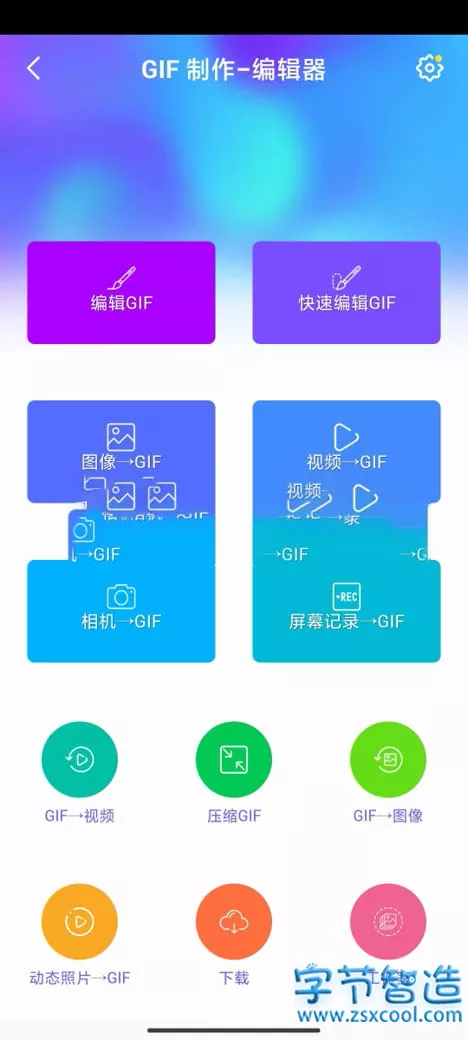 GIF 制作-编辑器
编辑GIF
快速编辑GIF
图像→GIF
视频→GIF
视频
→GIF
→GIF
相机→GIF
•REC
屏幕记录→GIF
GIF→视频
压缩GIF
GIF→图像
动态照片→GIF
下载
字节智造
www.zsxcool.com